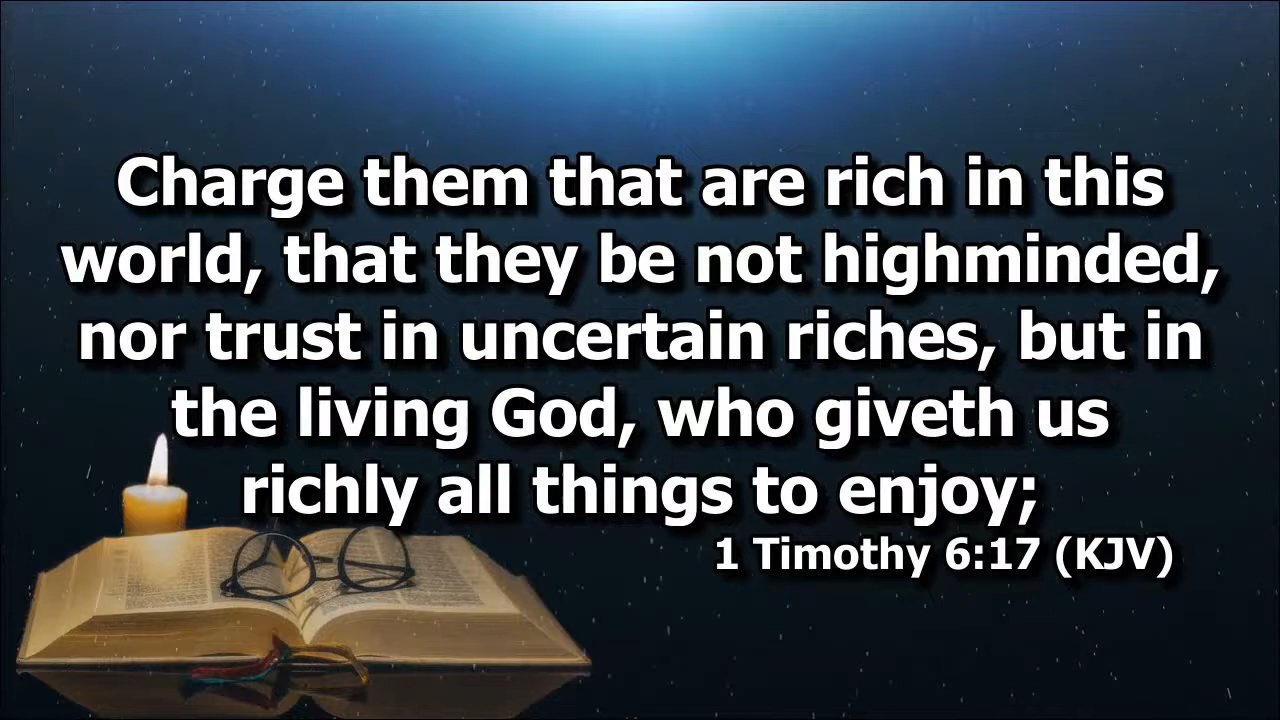 Charge them that are rich in this
world, that they be not highminded,
nor trust in uncertain riches, but in
the living God, who giveth us
richly all things to enjoy;
1 Timothy 6:17 (KJV)